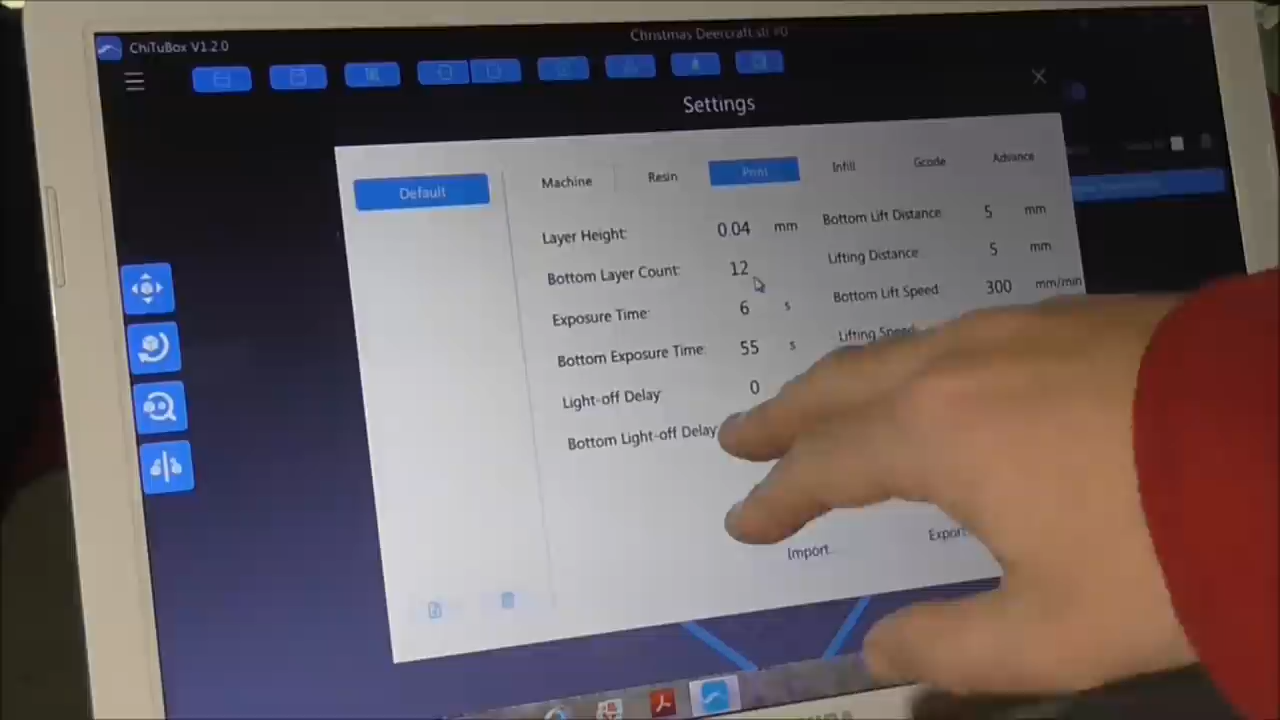 ChiTuBox V1.2.0
Christmas Deercraft.stl #0
Settings
Default
Machine
Resin
Print
Infill
Gcode
Advance
Layer Height: 0.04 mm
Bottom Lift Distance 5 mm
Bottom Layer Count: 12
Lifting Distance 5 mm
Exposure Time: 6 s
Bottom Lift Speed 300 mm/min
Bottom Exposure Time: 55 s
Lifting Speed
Light-off Delay 0
Bottom Light-off Delay:
Import..
Export